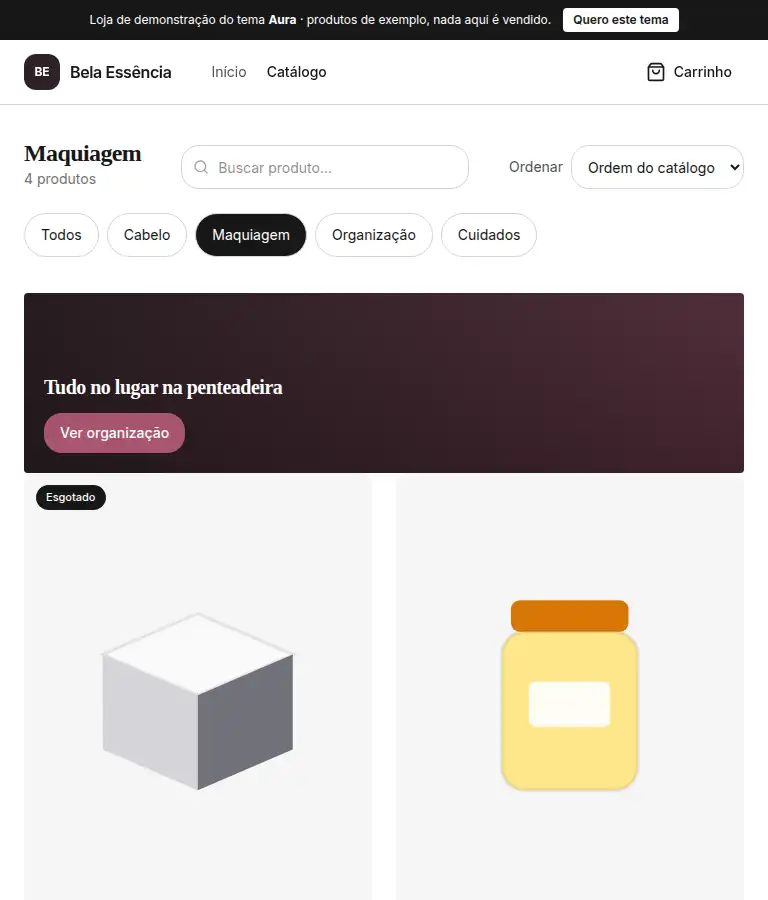 Loja de demonstração do tema Aura · produtos de exemplo, nada aqui é vendido. Quero este tema
BE Bela Essência Início Catálogo Carrinho
Maquiagem
4 produtos
Buscar produto...
Ordenar Ordem do catálogo
Todos Cabelo Maquiagem Organização Cuidados
Tudo no lugar na penteadeira
Ver organização
Esgotado